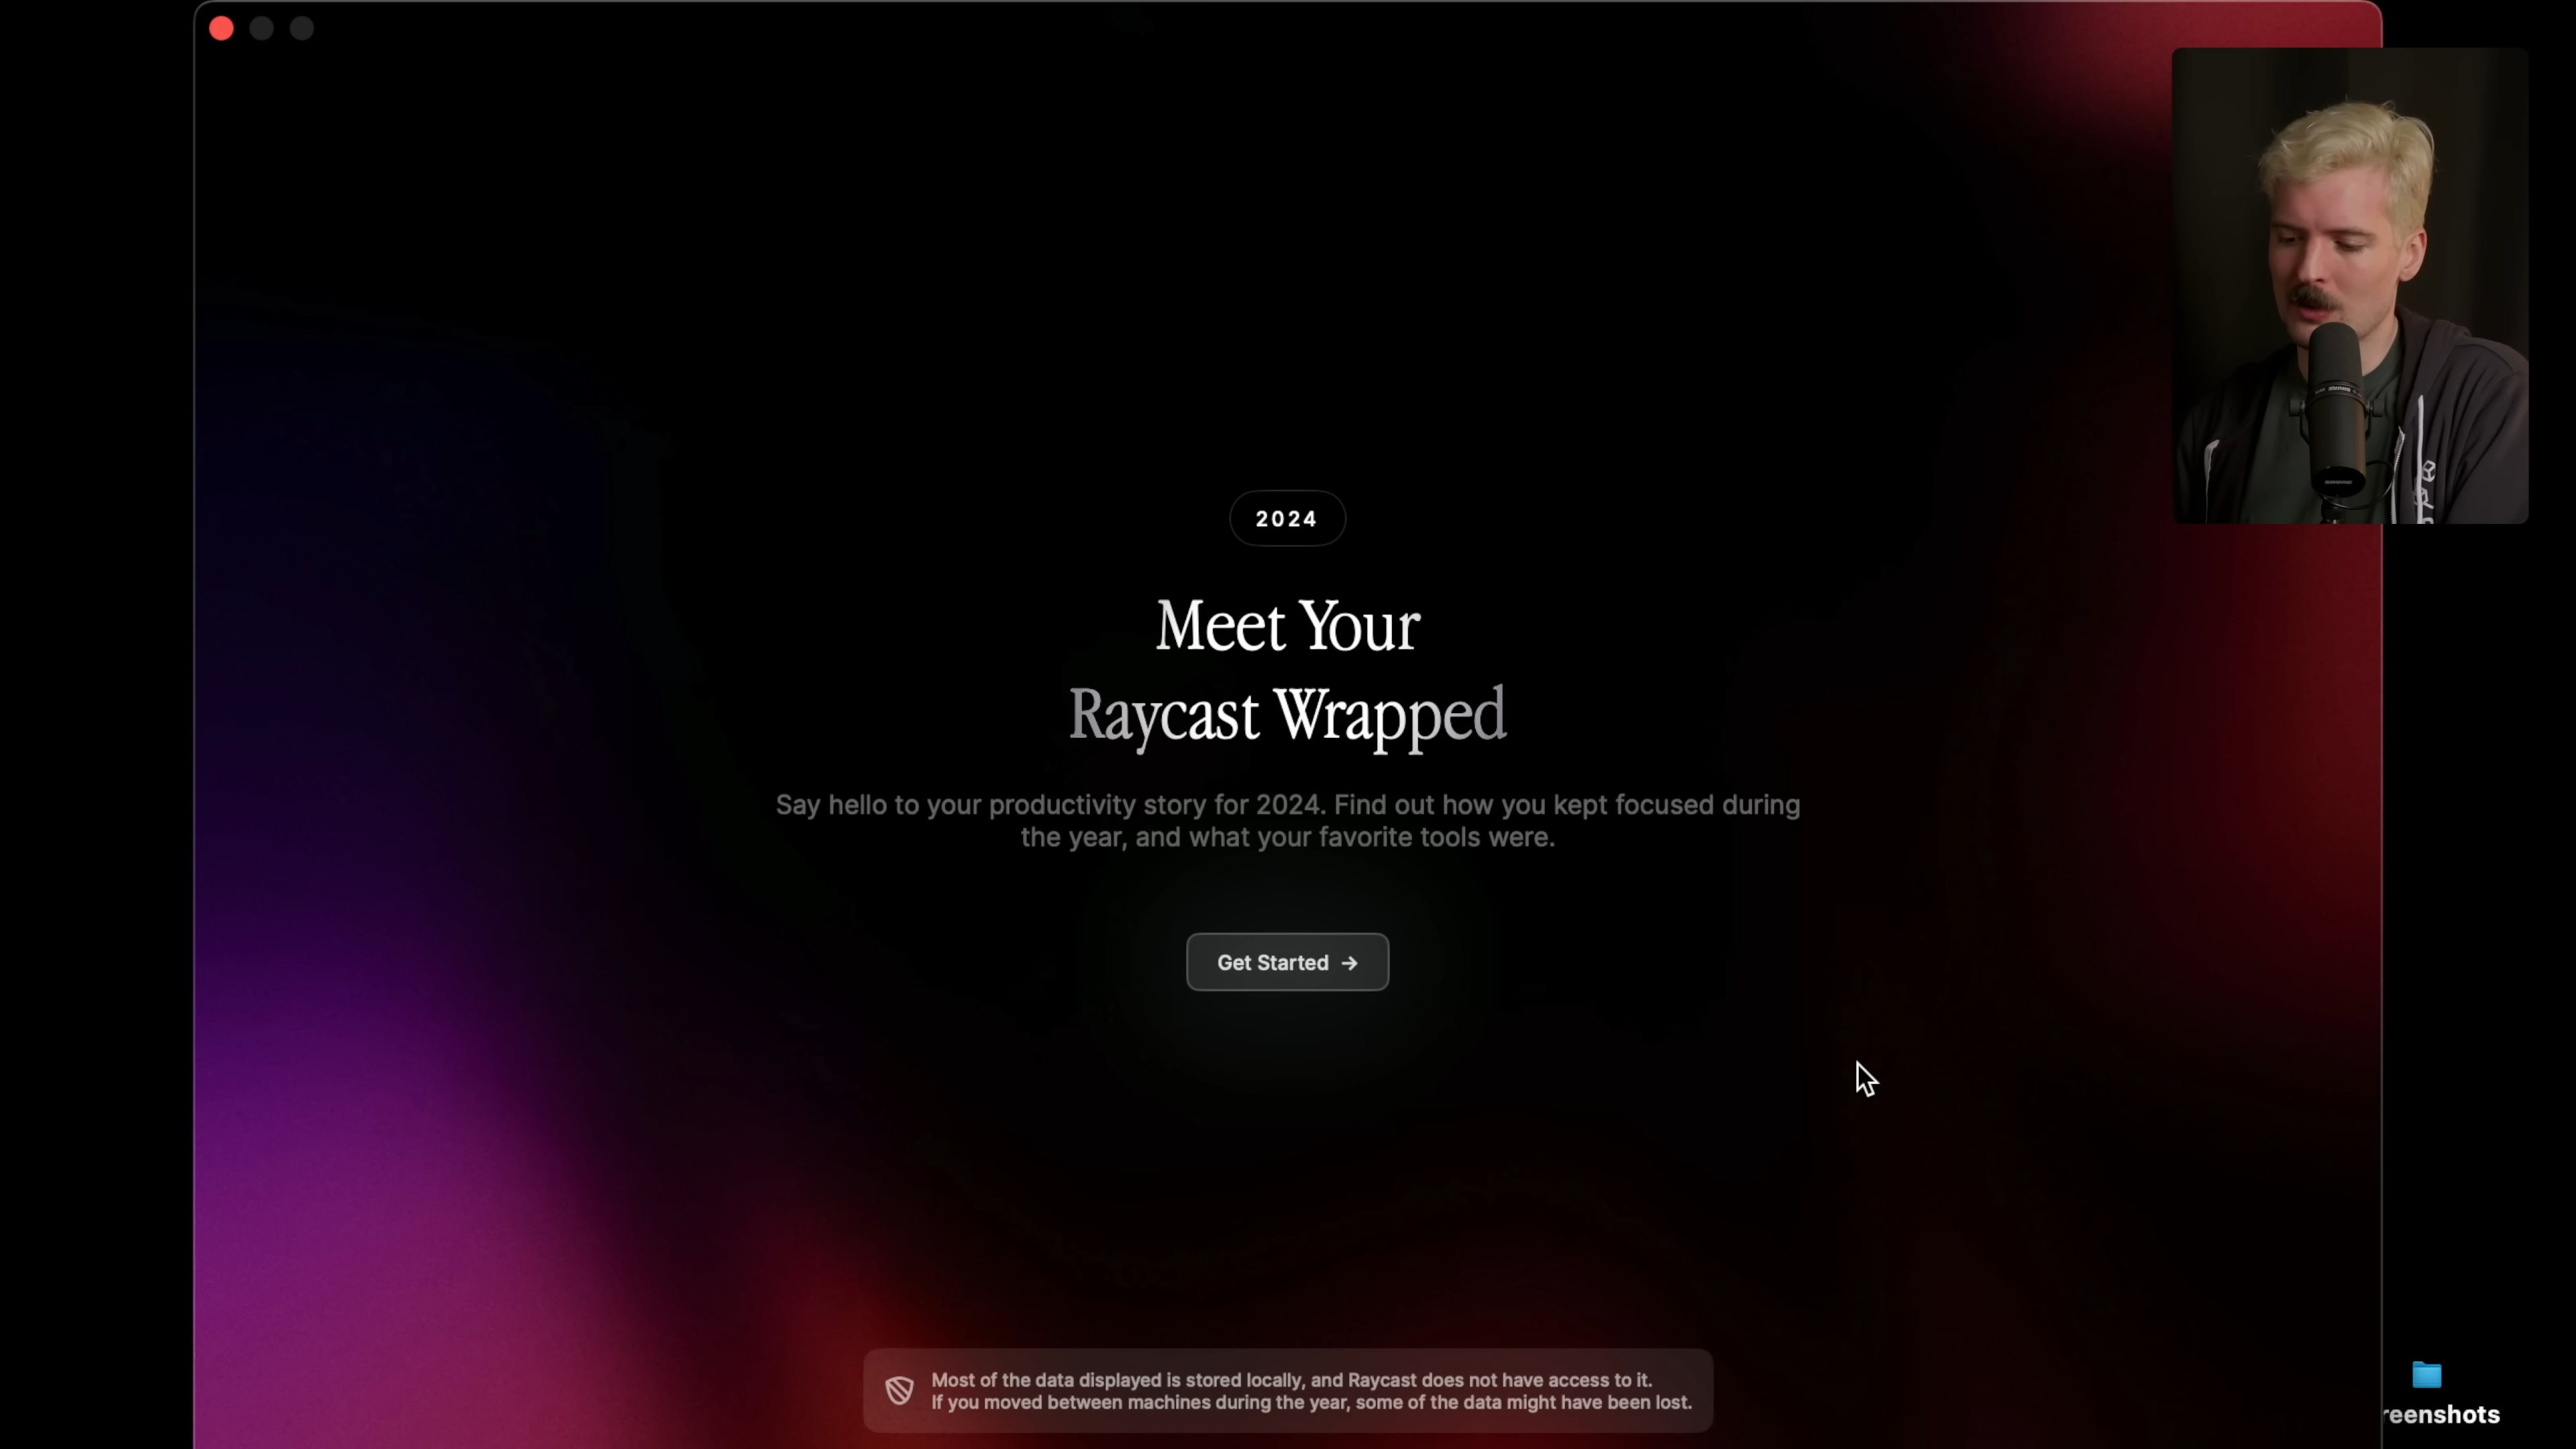 2024
Meet Your
Raycast Wrapped
Say hello to your productivity story for 2024. Find out how you kept focused during
the year, and what your favorite tools were.
Get Started →
Most of the data displayed is stored locally, and Raycast does not have access to it.
If you moved between machines during the year, some of the data might have been lost.
reenshots